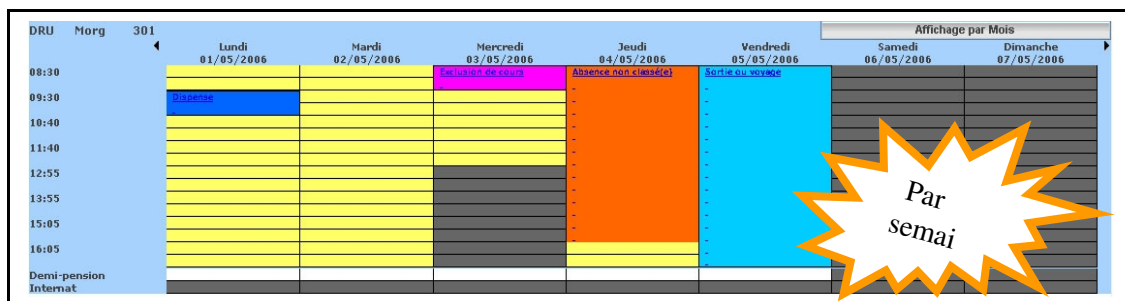 DRU Morg 301
Affichage par Mois
Lundi Mardi Mercredi Jeudi Vendredi Samedi Dimanche
01/05/2006 02/05/2006 03/05/2006 04/05/2006 05/05/2006 06/05/2006 07/05/2006
08:30 Exclusion de cours Absence non classé(e) Sortie ou voyage
09:30 Dispense
10:40
11:40
12:55
13:55
15:05
16:05
Demi-pension
Internat
Par
semai